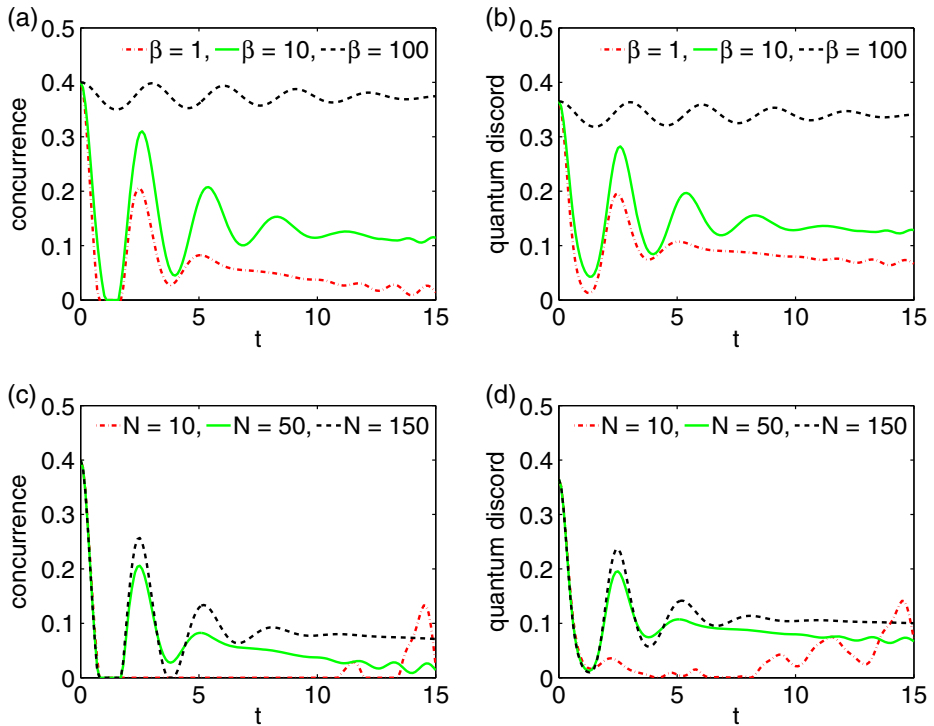 (a)
β = 1, β = 10, β = 100
concurrence
0.5
0.4
0.3
0.2
0.1
0
0 5 10 15
t
(b)
β = 1, β = 10, β = 100
quantum discord
0.5
0.4
0.3
0.2
0.1
0
0 5 10 15
t
(c)
N = 10, N = 50, N = 150
concurrence
0.5
0.4
0.3
0.2
0.1
0
0 5 10 15
t
(d)
N = 10, N = 50, N = 150
quantum discord
0.5
0.4
0.3
0.2
0.1
0
0 5 10 15
t